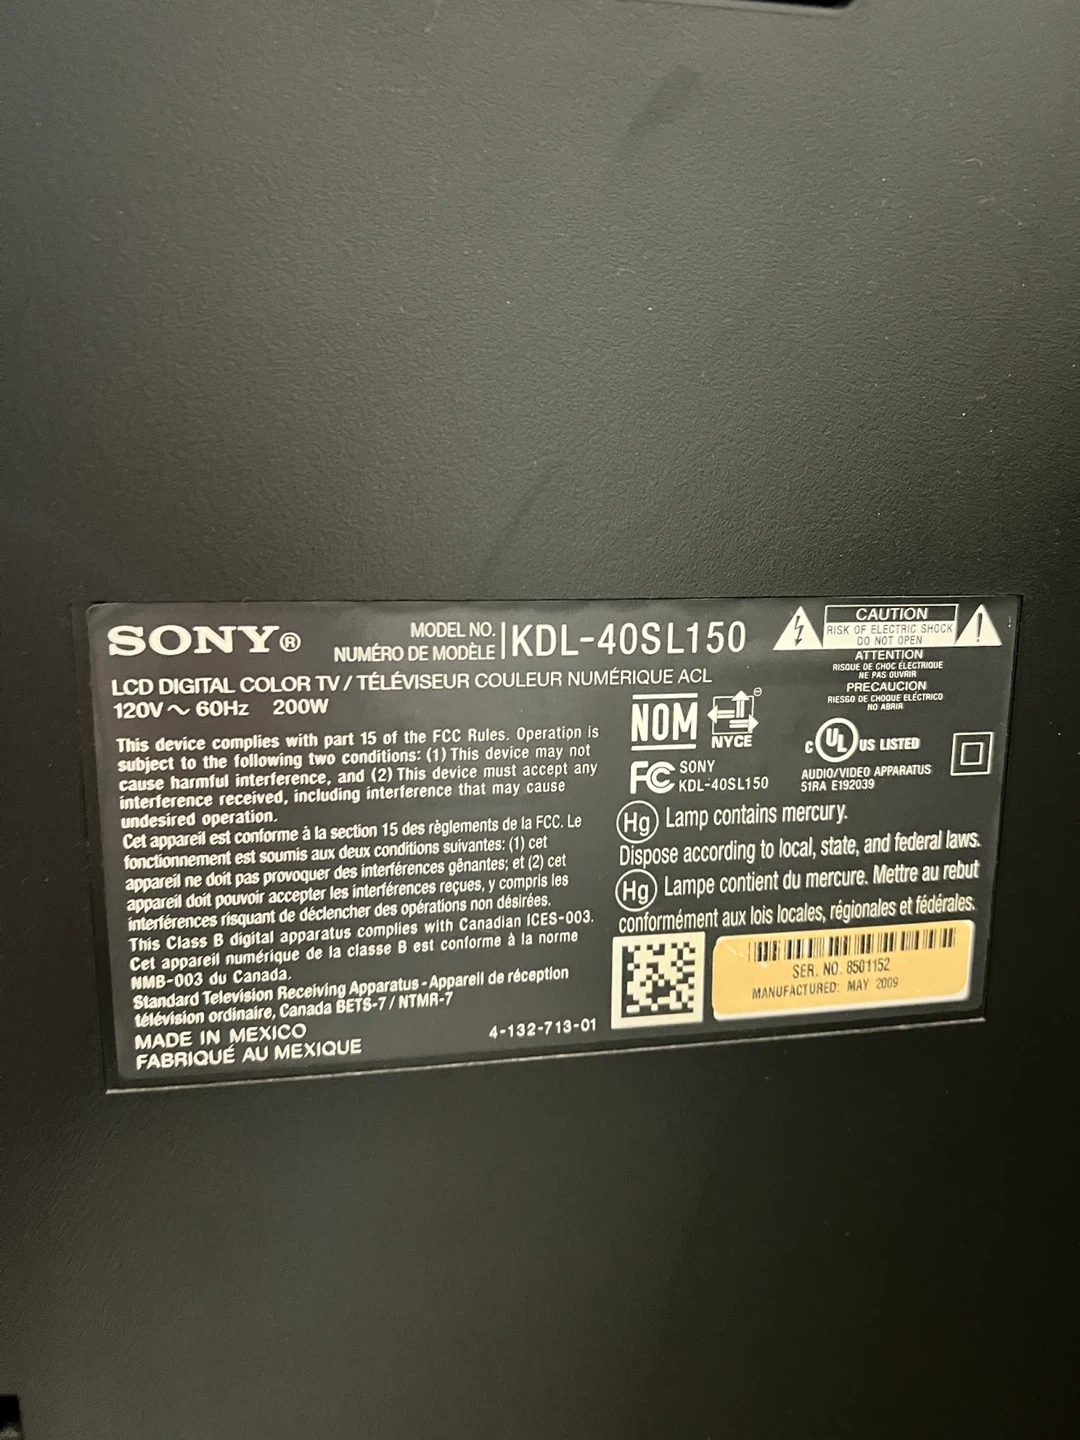 SONY®
MODEL NO.
NUMÉRO DE MODÈLE
KDL-40SL150
LCD DIGITAL COLOR TV / TÉLÉVISEUR COULEUR NUMÉRIQUE ACL
120V ~ 60Hz 200W
This device complies with part 15 of the FCC Rules. Operation is
subject to the following two conditions: (1) This device may not
cause harmful interference, and (2) This device must accept any
interference received, including interference that may cause
undesired operation.
Cet appareil est conforme à la section 15 des règlements de la FCC. Le
fonctionnement est soumis aux deux conditions suivantes: (1) cet
appareil ne doit pas provoquer des interférences gênantes; et (2) cet
appareil doit pouvoir accepter les interférences reçues, y compris les
interférences risquant de déclencher des opérations non désirées.
This Class B digital apparatus complies with Canadian ICES-003.
Cet appareil numérique de la classe B est conforme à la norme
NMB-003 du Canada.
Standard Television Receiving Apparatus - Appareil de réception
télévision ordinaire, Canada BETS-7 / NTMR-7
MADE IN MEXICO
FABRIQUÉ AU MEXIQUE
4-132-713-01
CAUTION
RISK OF ELECTRIC SHOCK
DO NOT OPEN
ATTENTION
RISQUE DE CHOC ÉLECTRIQUE
NE PAS OUVRIR
PRECAUCION
RIESGO DE CHOQUE ELÉCTRICO
NO ABRIR
NOM
NYCE
FC
SONY
KDL-40SL150
C UL US LISTED
AUDIO/VIDEO APPARATUS
51RA E192039
Hg Lamp contains mercury.
Dispose according to local, state, and federal laws.
Hg Lampe contient du mercure. Mettre au rebut
conformément aux lois locales, régionales et fédérales.
SER. NO. 8501152
MANUFACTURED: MAY 2009